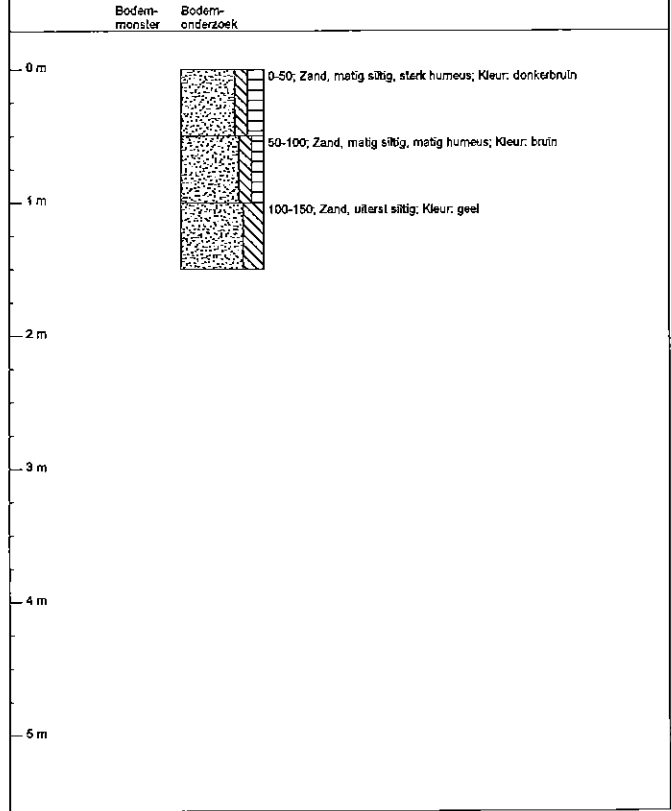 Bodem- Bodem-
monster onderzoek
0 m
0-50; Zand, matig siltig, sterk humeus; Kleur: donkerbruin
50-100; Zand, matig siltig, matig humeus; Kleur: bruin
1 m
100-150; Zand, uiterst siltig; Kleur: geel
2 m
3 m
4 m
5 m